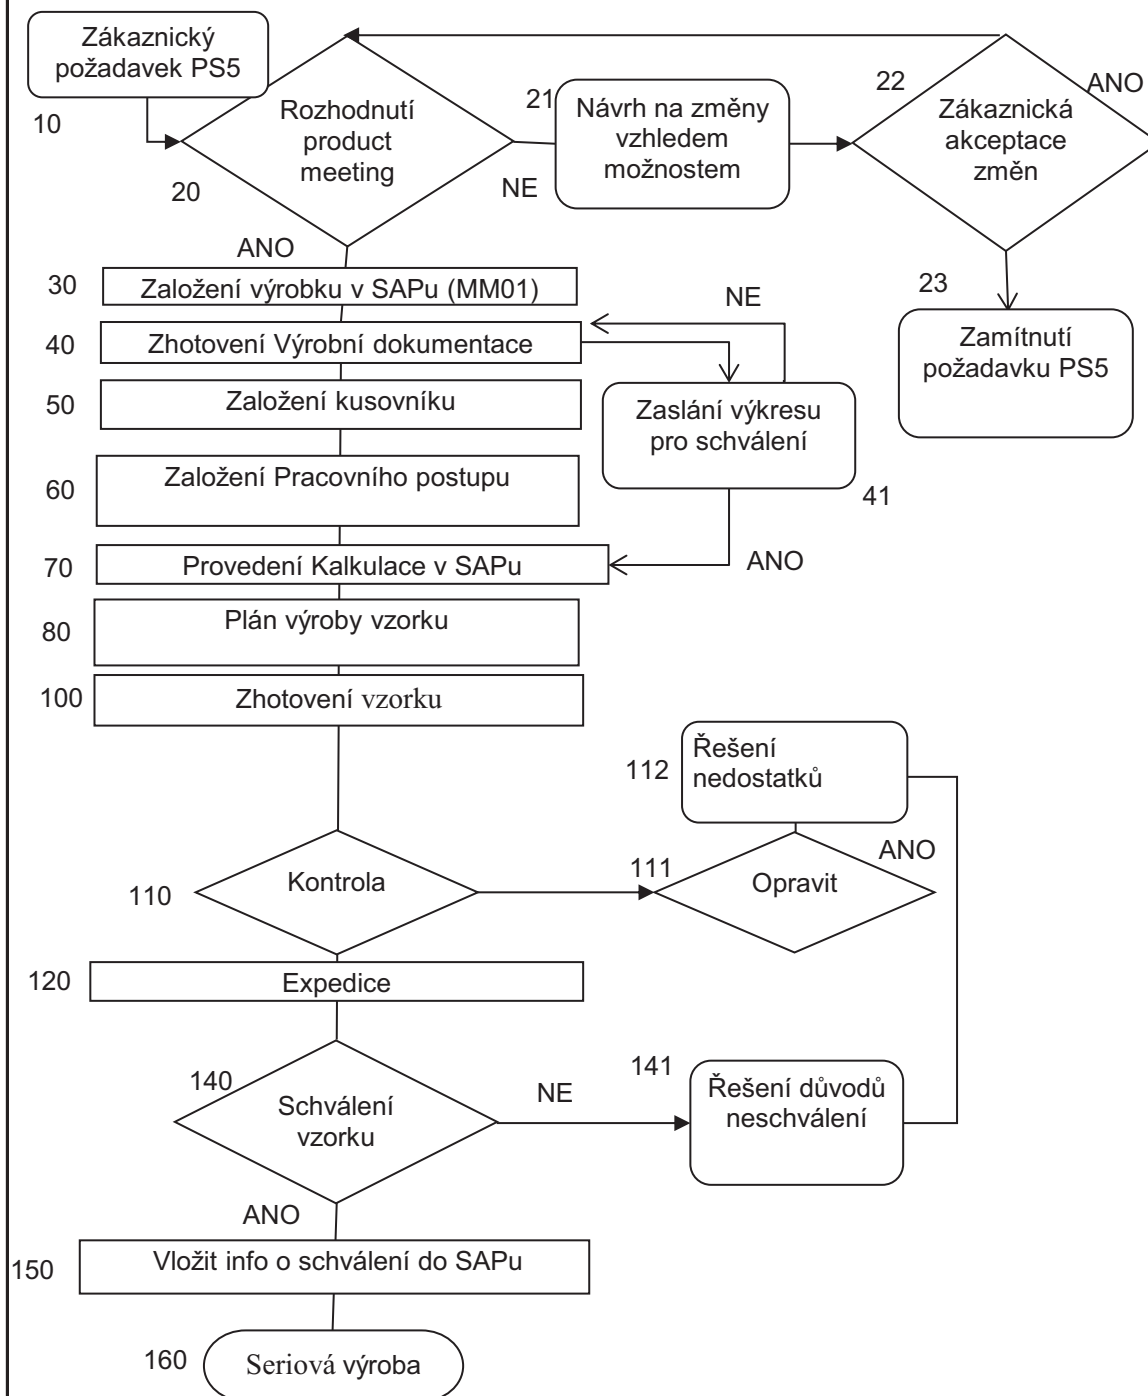 Zákaznický
požadavek PS5
10
Rozhodnutí
product
meeting
20
NE
21
Návrh na změny
vzhledem
možnostem
22
ANO
Zákaznická
akceptace
změn
23
Zamítnutí
požadavku PS5
ANO
30
Založení výrobku v SAPu (MM01)
NE
40
Zhotovení Výrobní dokumentace
50
Založení kusovníku
Zaslání výkresu
pro schválení
41
60
Založení Pracovního postupu
70
Provedení Kalkulace v SAPu
ANO
80
Plán výroby vzorku
100
Zhotovení vzorku
112
Řešení
nedostatků
110
Kontrola
111
Opravit
ANO
120
Expedice
140
Schválení
vzorku
NE
141
Řešení důvodů
neschválení
ANO
150
Vložit info o schválení do SAPu
160
Seriová výroba